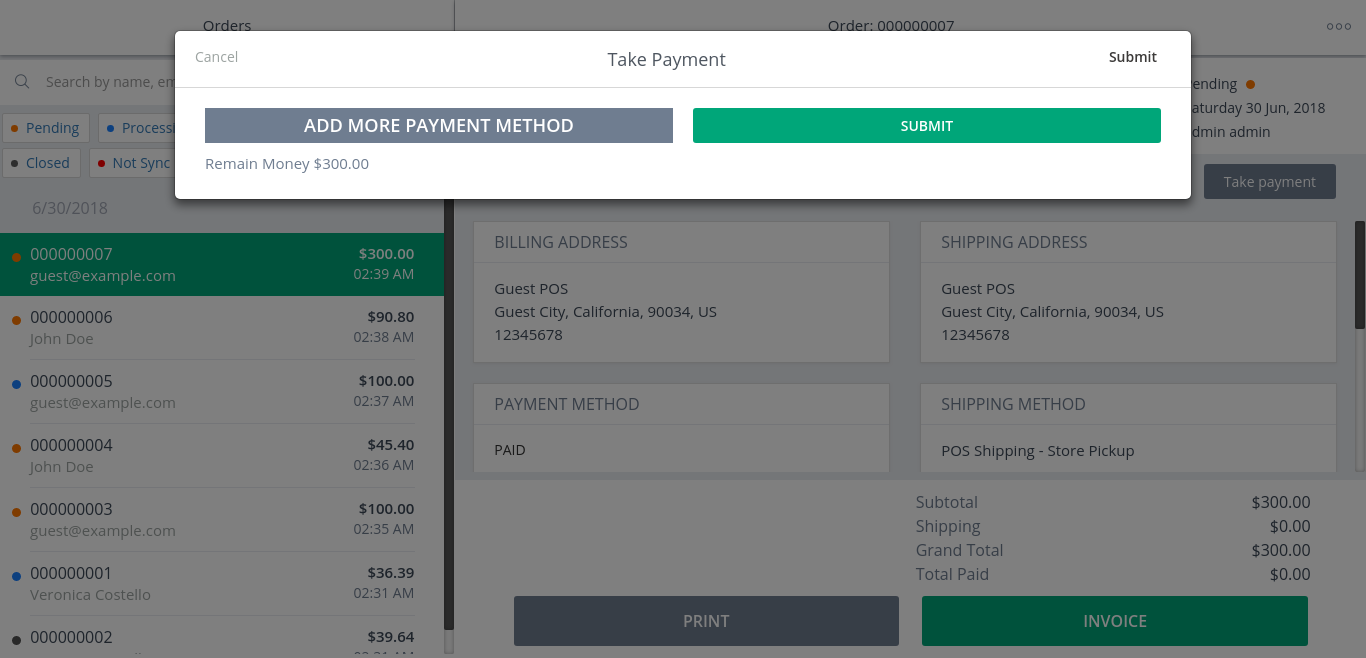 Orders
Order: 000000007
Cancel
Take Payment
Submit
ADD MORE PAYMENT METHOD
SUBMIT
Remain Money $300.00
Search by name, em
Pending
Processi
Closed
Not Sync
ending
aturday 30 Jun, 2018
dmin admin
Take payment
6/30/2018
000000007 $300.00
guest@example.com 02:39 AM
000000006 $90.80
John Doe 02:38 AM
000000005 $100.00
guest@example.com 02:37 AM
000000004 $45.40
John Doe 02:36 AM
000000003 $100.00
guest@example.com 02:35 AM
000000001 $36.39
Veronica Costello 02:31 AM
000000002 $39.64
BILLING ADDRESS
Guest POS
Guest City, California, 90034, US
12345678
SHIPPING ADDRESS
Guest POS
Guest City, California, 90034, US
12345678
PAYMENT METHOD
PAID
SHIPPING METHOD
POS Shipping - Store Pickup
Subtotal $300.00
Shipping $0.00
Grand Total $300.00
Total Paid $0.00
PRINT
INVOICE